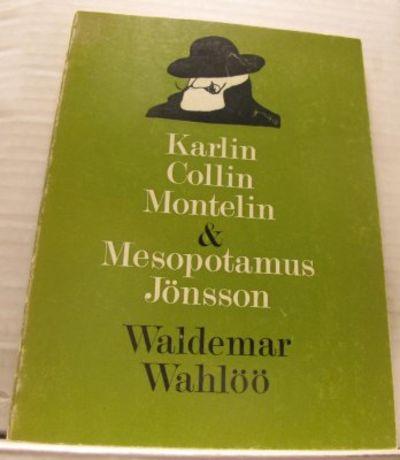 Karlin
Collin
Montelin
&
Mesopotamus
Jönsson
Waldemar
Wahlöö